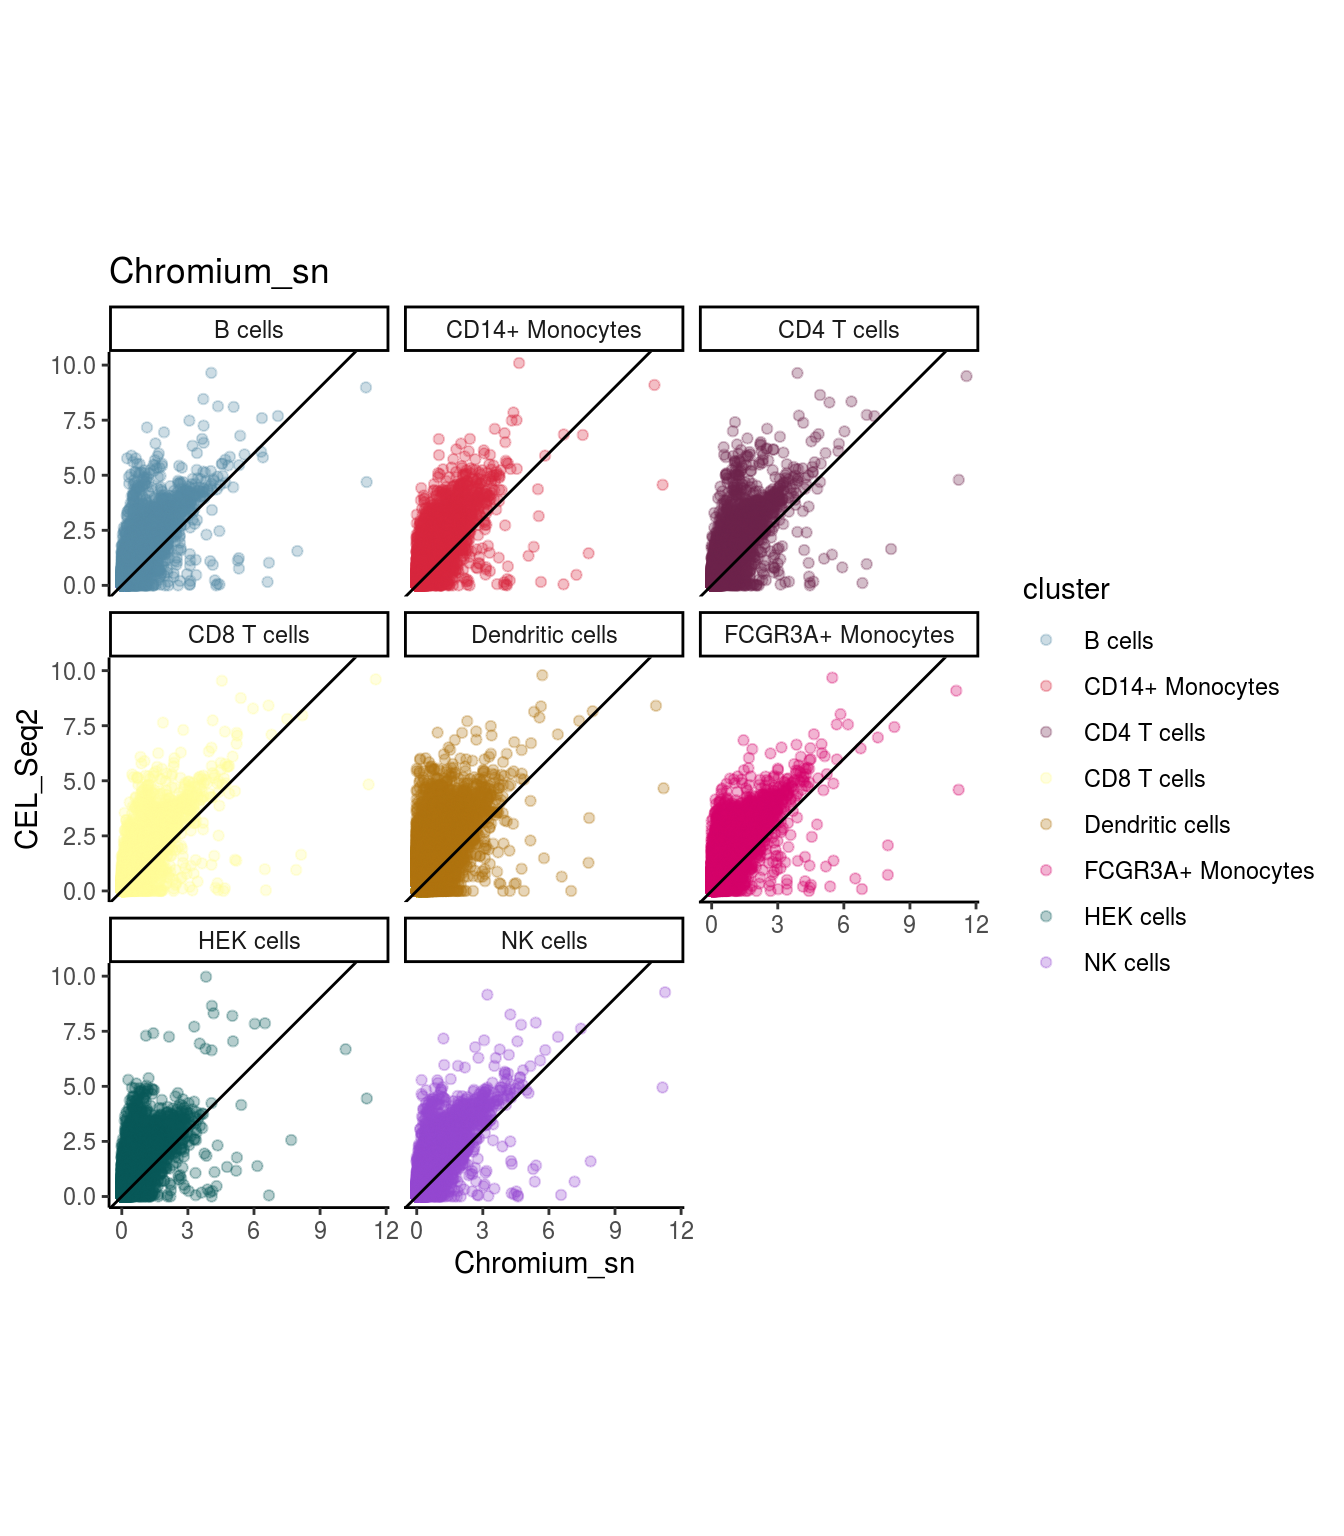 Chromium_sn
B cells
CD14+ Monocytes
CD4 T cells
10.0
7.5
5.0
2.5
0.0
CD8 T cells
Dendritic cells
FCGR3A+ Monocytes
10.0
7.5
5.0
2.5
0.0
0 3 6 9 12
HEK cells
NK cells
10.0
7.5
5.0
2.5
0.0
0 3 6 9 12
0 3 6 9 12
Chromium_sn
CEL_Seq2
cluster
B cells
CD14+ Monocytes
CD4 T cells
CD8 T cells
Dendritic cells
FCGR3A+ Monocytes
HEK cells
NK cells